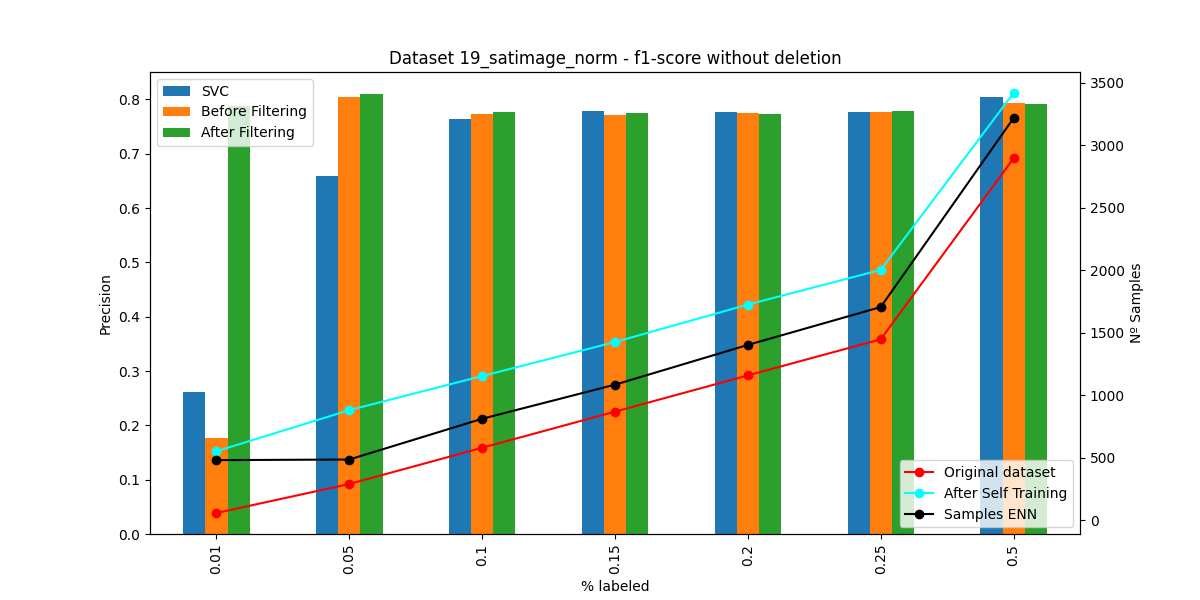 Dataset 19_satimage_norm - f1-score without deletion
SVC
Before Filtering
After Filtering
0.8
0.7
0.6
0.5
0.4
0.3
0.2
0.1
0.0
Precision
3500
3000
2500
2000
1500
1000
500
0
Nº Samples
Original dataset
After Self Training
Samples ENN
0.01
0.05
0.1
0.15
0.2
0.25
0.5
% labeled